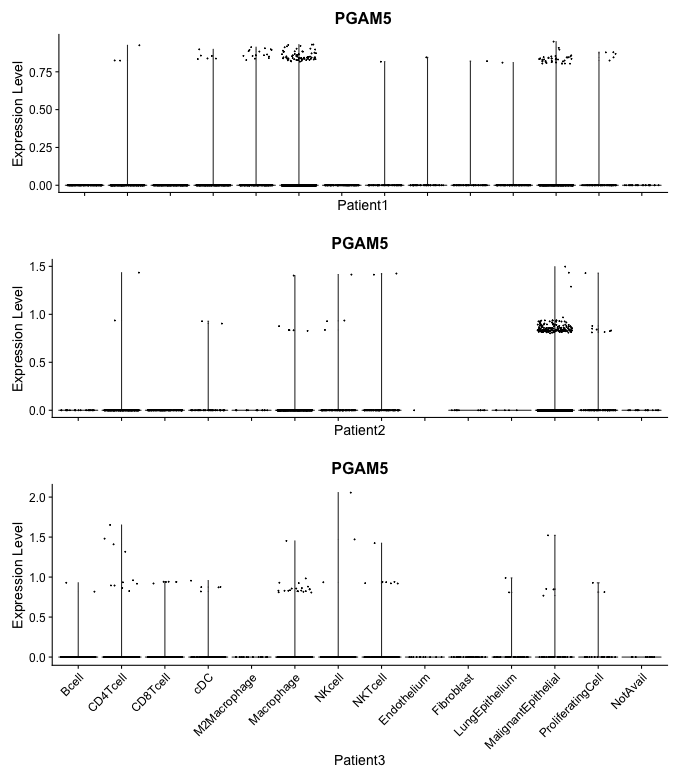 PGAM5
Expression Level
0.75
0.50
0.25
0.00
Patient1
PGAM5
Expression Level
1.5
1.0
0.5
0.0
Patient2
PGAM5
Expression Level
2.0
1.5
1.0
0.5
0.0
Bcell
CD4Tcell
CD8Tcell
cDC
M2Macrophage
Macrophage
NKcell
NKTcell
Endothelium
Fibroblast
LungEpithelium
MalignantEpithelial
ProliferatingCell
NotAvail
Patient3